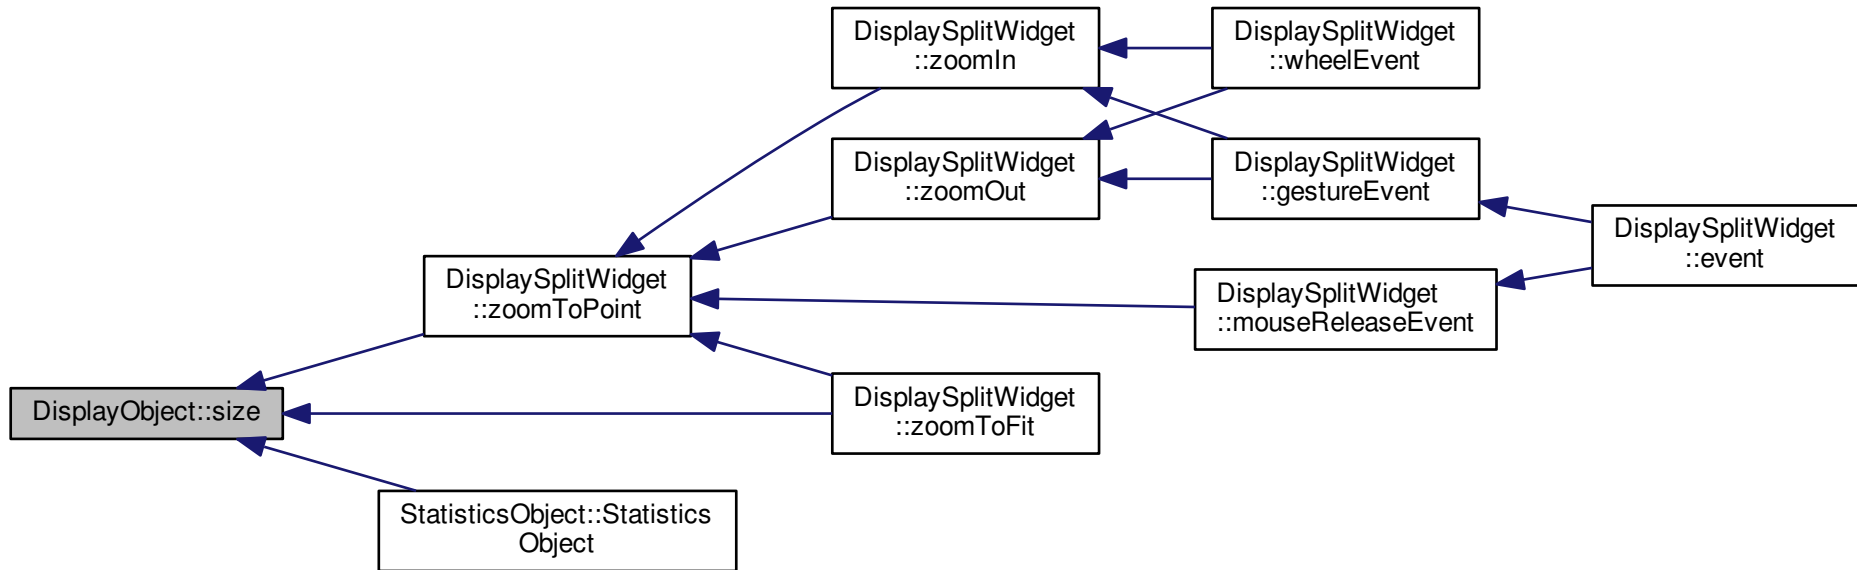 DisplaySplitWidget
::zoomIn
DisplaySplitWidget
::wheelEvent
DisplaySplitWidget
::zoomOut
DisplaySplitWidget
::gestureEvent
DisplaySplitWidget
::event
DisplaySplitWidget
::zoomToPoint
DisplaySplitWidget
::mouseReleaseEvent
DisplayObject::size
DisplaySplitWidget
::zoomToFit
StatisticsObject::Statistics
Object